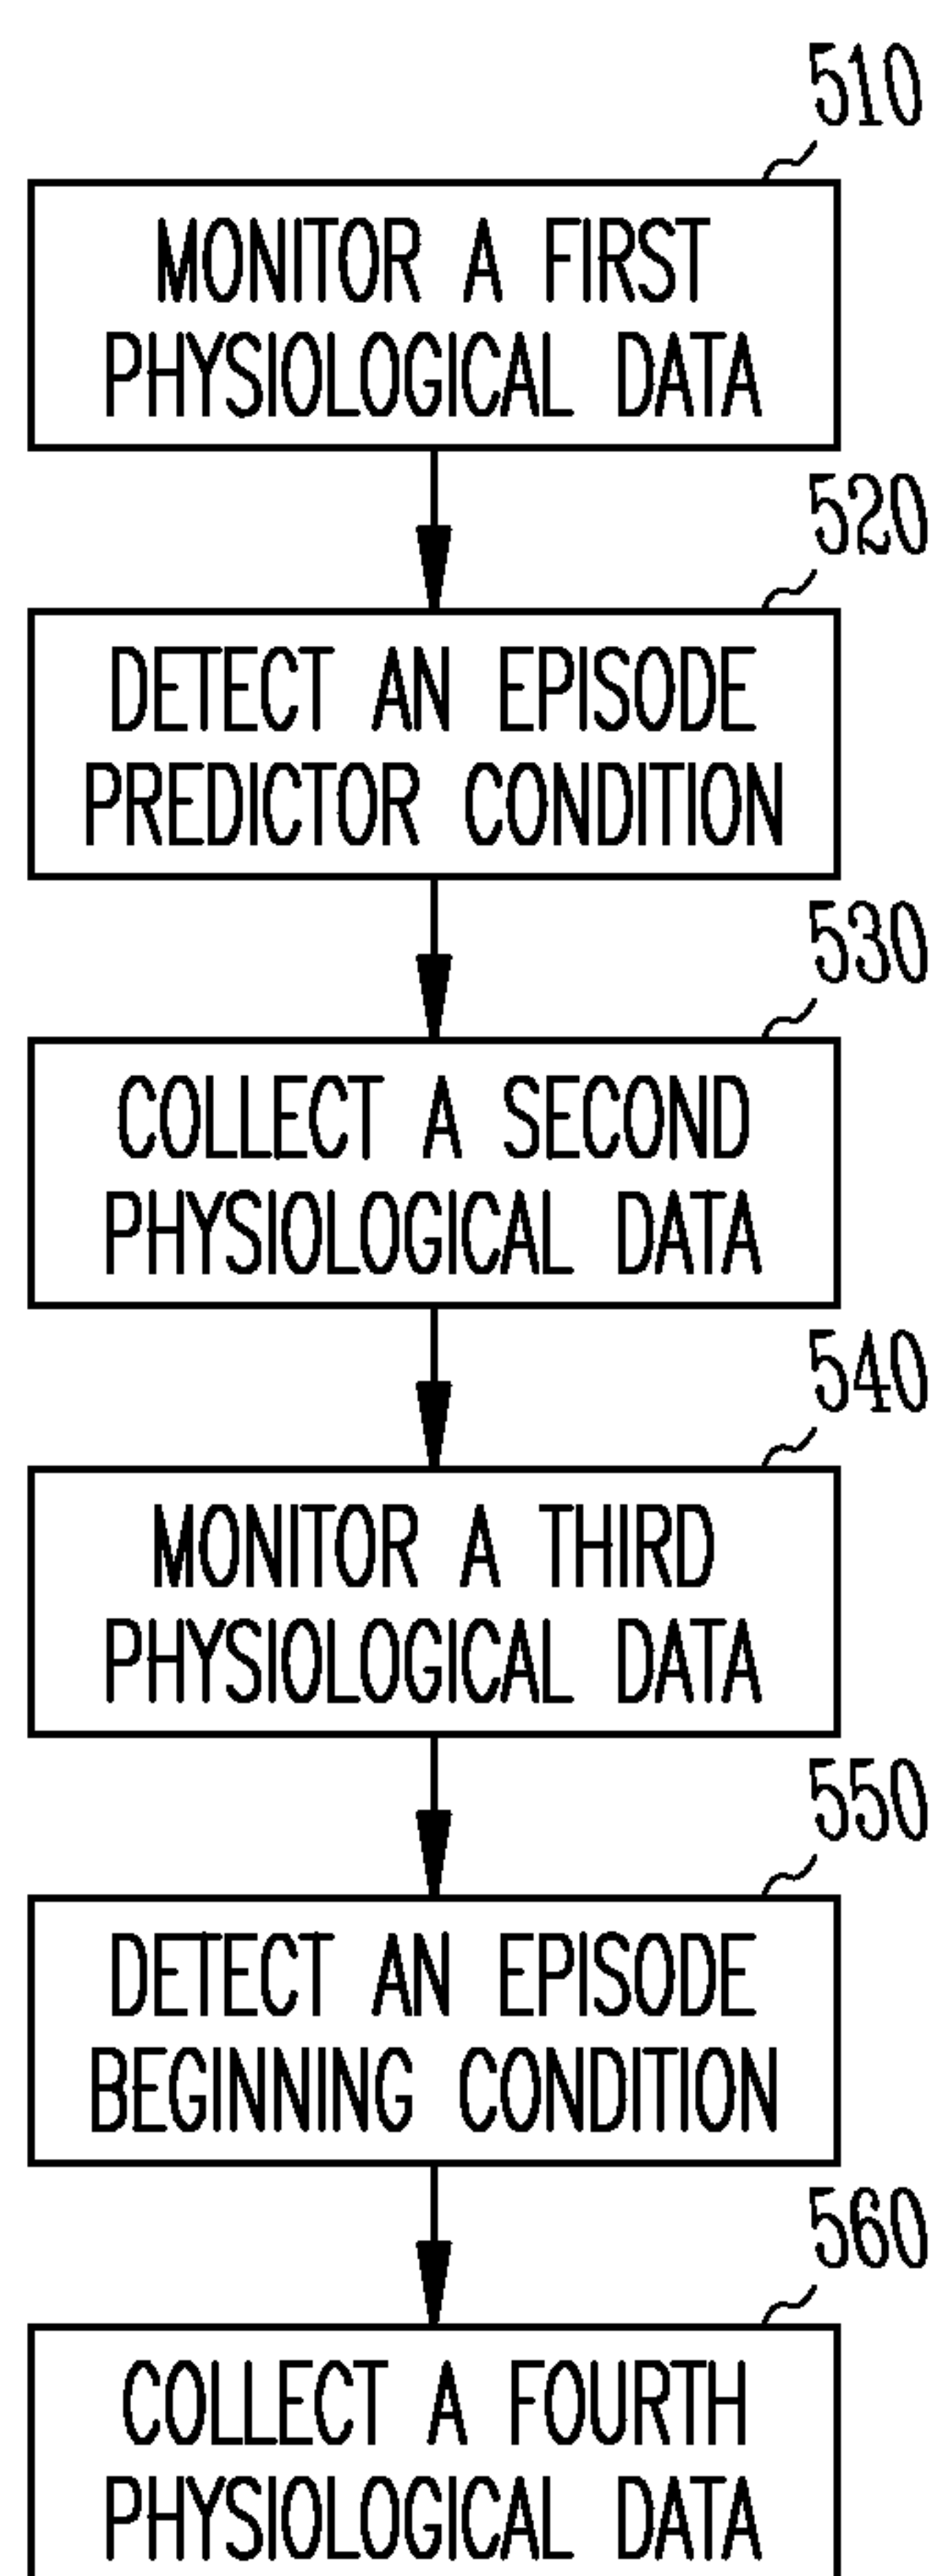 510
MONITOR A FIRST
PHYSIOLOGICAL DATA
520
DETECT AN EPISODE
PREDICTOR CONDITION
530
COLLECT A SECOND
PHYSIOLOGICAL DATA
540
MONITOR A THIRD
PHYSIOLOGICAL DATA
550
DETECT AN EPISODE
BEGINNING CONDITION
560
COLLECT A FOURTH
PHYSIOLOGICAL DATA